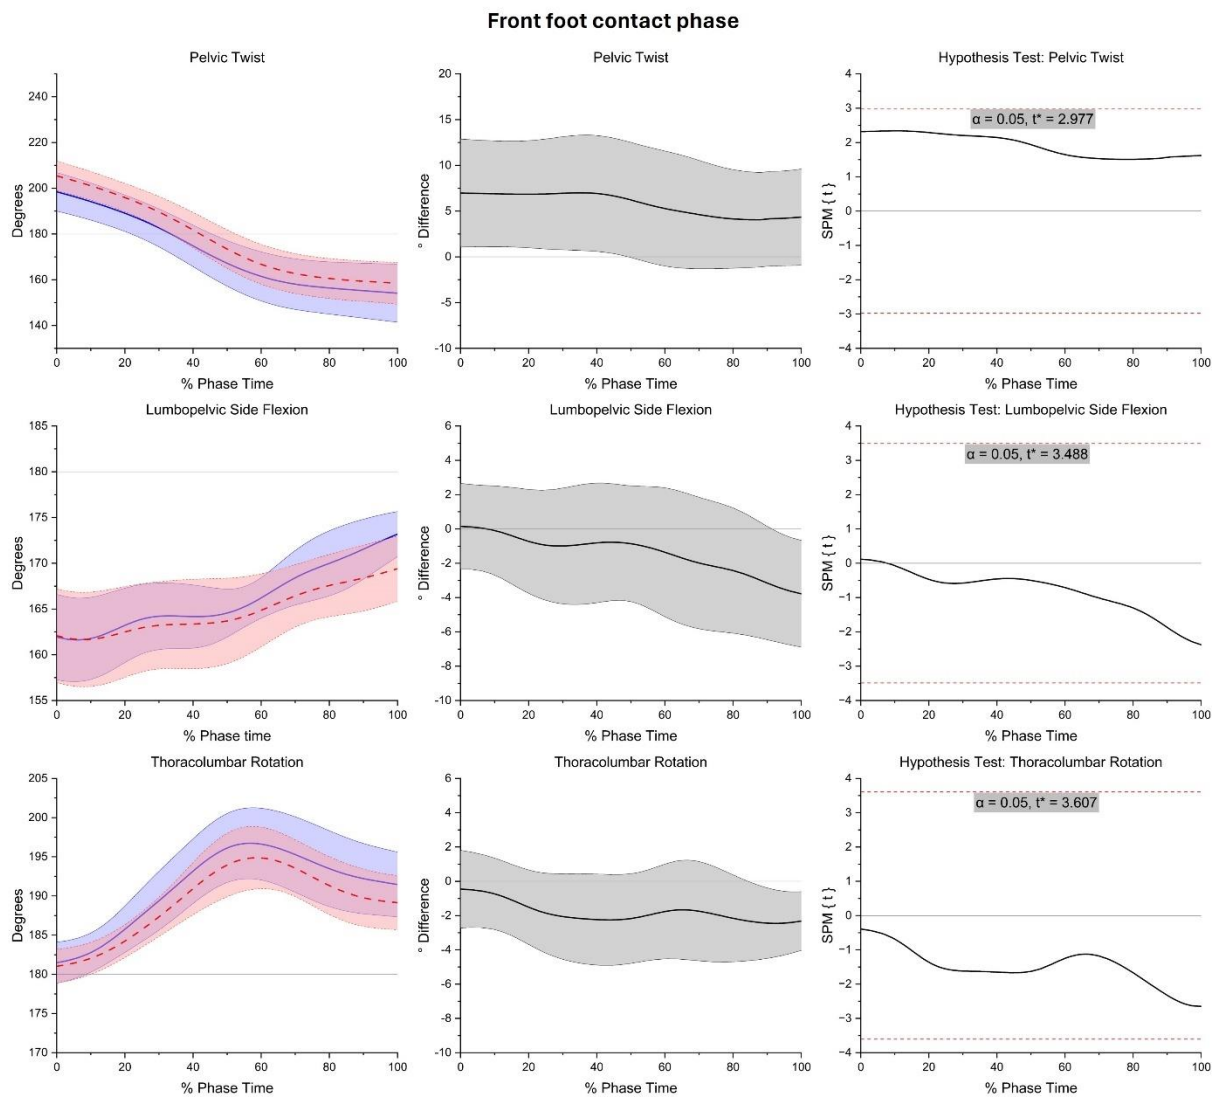 Front foot contact phase
Pelvic Twist
Degrees
240
220
200
180
160
140
0 20 40 60 80 100
% Phase Time
Pelvic Twist
° Difference
20
15
10
5
0
-5
-10
0 20 40 60 80 100
% Phase Time
Hypothesis Test: Pelvic Twist
SPM { t }
4
3
2
1
0
−1
−2
−3
−4
α = 0.05, t* = 2.977
0 20 40 60 80 100
% Phase Time
Lumbopelvic Side Flexion
Degrees
185
180
175
170
165
160
155
0 20 40 60 80 100
% Phase time
Lumbopelvic Side Flexion
° Difference
6
4
2
0
-2
-4
-6
-8
-10
0 20 40 60 80 100
% Phase Time
Hypothesis Test: Lumbopelvic Side Flexion
SPM { t }
4
3
2
1
0
−1
−2
−3
−4
α = 0.05, t* = 3.488
0 20 40 60 80 100
% Phase Time
Thoracolumbar Rotation
Degrees
205
200
195
190
185
180
175
170
0 20 40 60 80 100
% Phase Time
Thoracolumbar Rotation
° Difference
6
4
2
0
-2
-4
-6
-8
-10
0 20 40 60 80 100
% Phase Time
Hypothesis Test: Thoracolumbar Rotation
SPM { t }
4
3
2
1
0
−1
−2
−3
−4
α = 0.05, t* = 3.607
0 20 40 60 80 100
% Phase Time